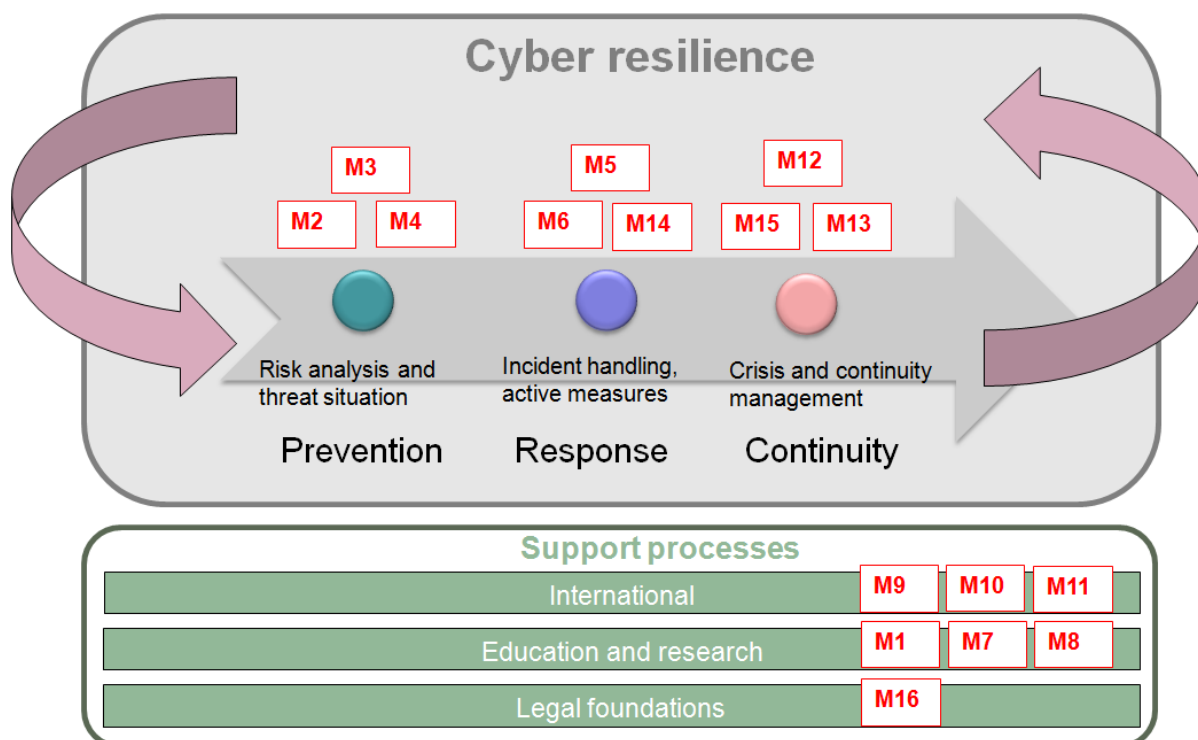 Cyber resilience
M3
M5
M12
M2
M4
M6
M14
M15
M13
Risk analysis and
threat situation
Incident handling,
active measures
Crisis and continuity
management
Prevention
Response
Continuity
Support processes
International
M9
M10
M11
Education and research
M1
M7
M8
Legal foundations
M16